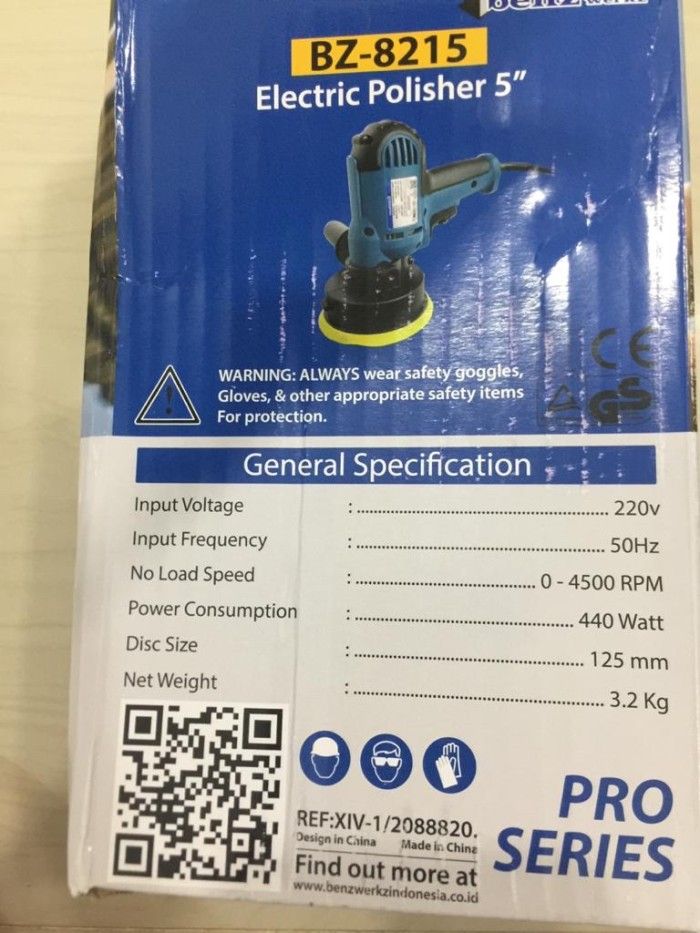 benz werkz
BZ-8215
Electric Polisher 5"
WARNING: ALWAYS wear safety goggles,
Gloves, & other appropriate safety items
For protection.
CE
GS
General Specification
Input Voltage : ........ 220v
Input Frequency : ........ 50Hz
No Load Speed : ........ 0 - 4500 RPM
Power Consumption : ........ 440 Watt
Disc Size : ........ 125 mm
Net Weight : ........ 3.2 Kg
REF:XIV-1/2088820.
Design in China Made in China
Find out more at
www.benzwerkzindonesia.co.id
PRO
SERIES